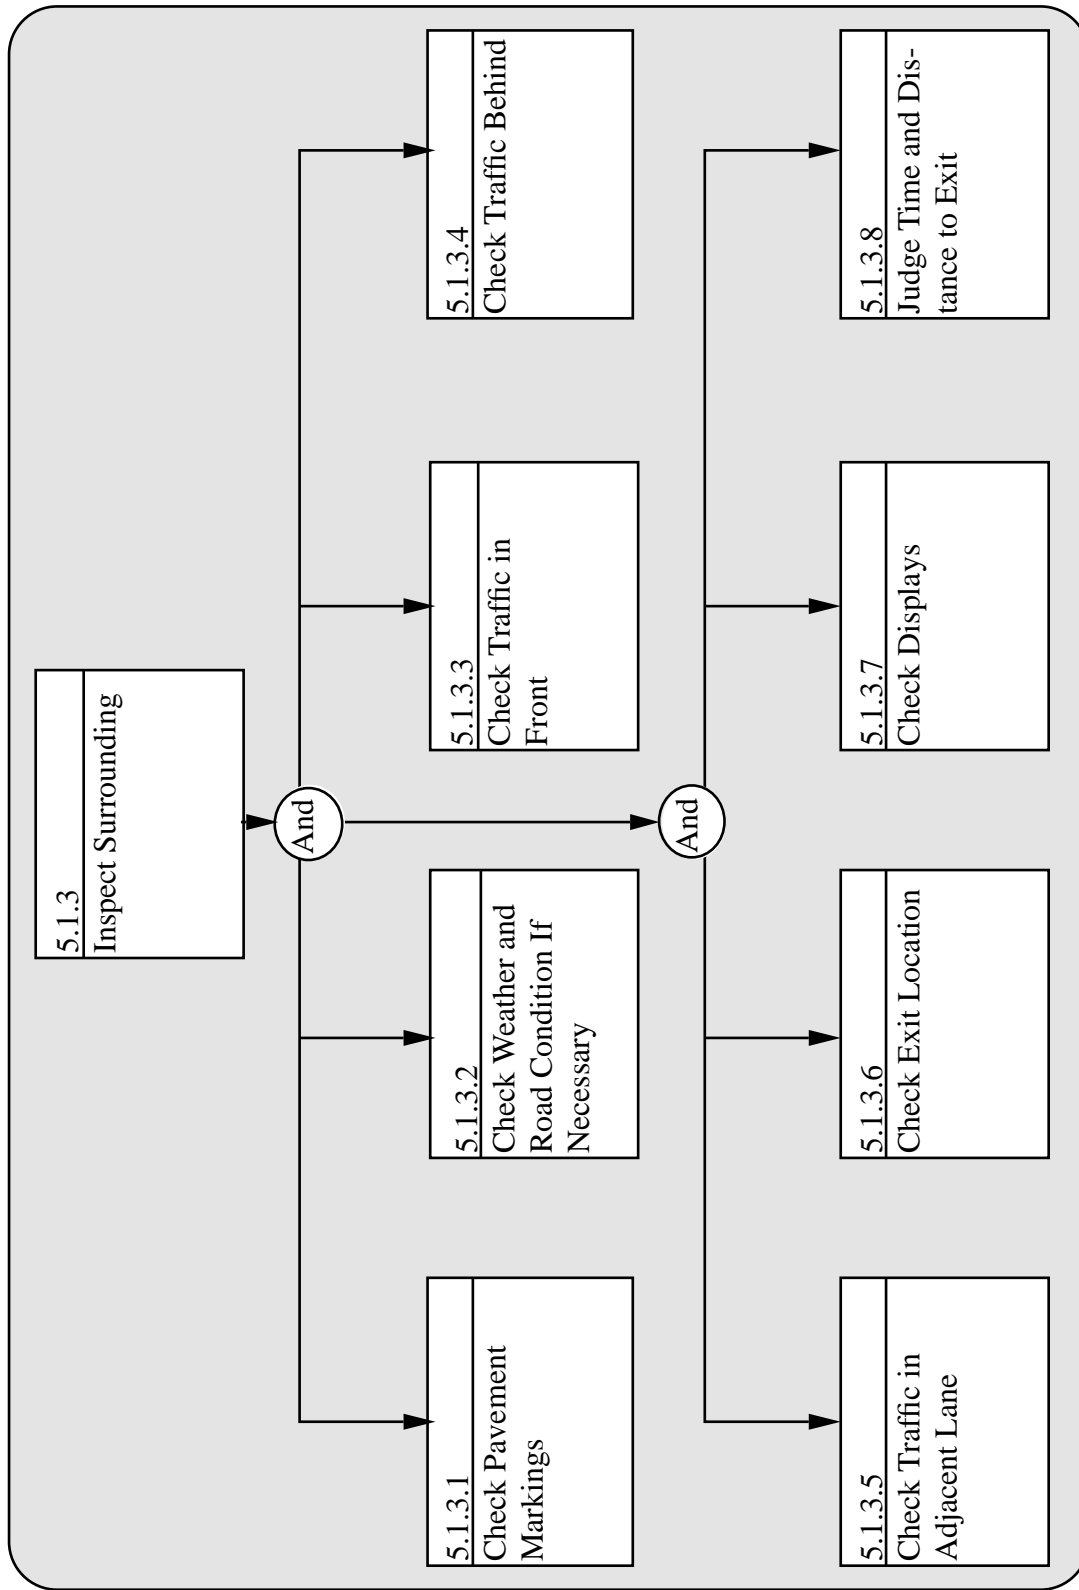 5.1.3
Inspect Surrounding
And
5.1.3.1
Check Pavement
Markings
5.1.3.2
Check Weather and
Road Condition If
Necessary
5.1.3.3
Check Traffic in
Front
5.1.3.4
Check Traffic Behind
And
5.1.3.5
Check Traffic in
Adjacent Lane
5.1.3.6
Check Exit Location
5.1.3.7
Check Displays
5.1.3.8
Judge Time and Dis-
tance to Exit